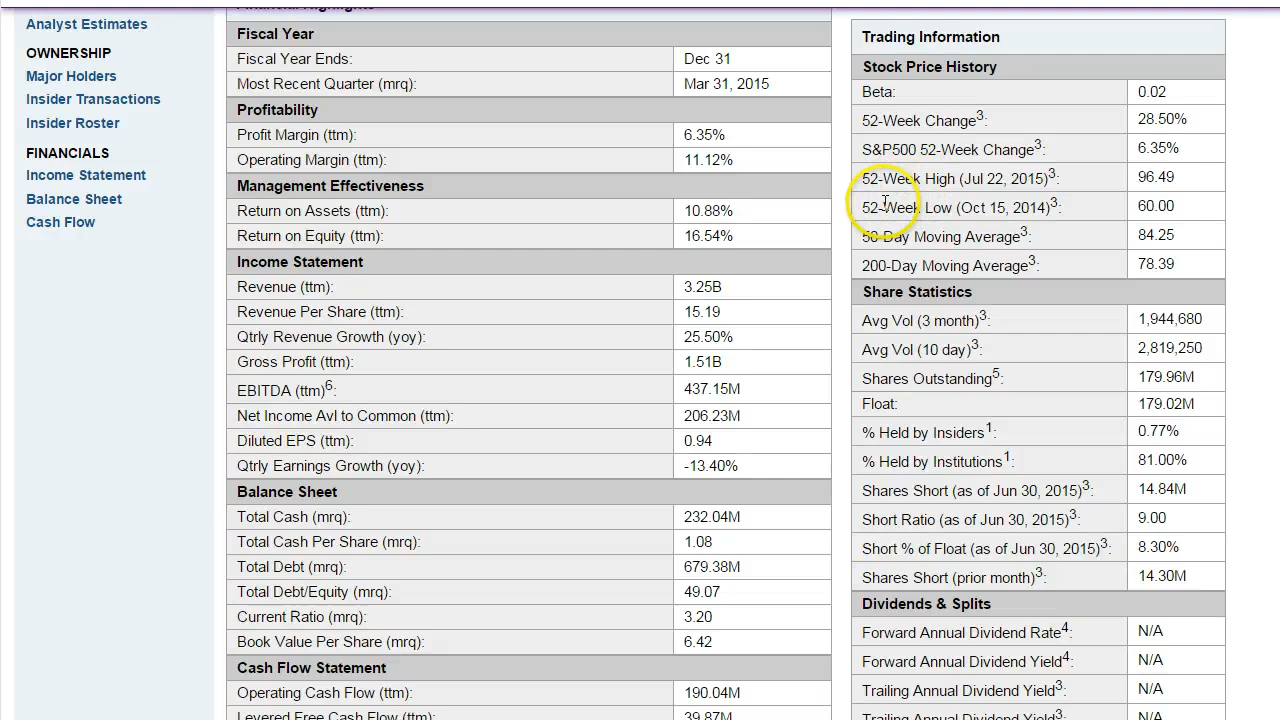 Analyst Estimates
OWNERSHIP
Major Holders
Insider Transactions
Insider Roster
FINANCIALS
Income Statement
Balance Sheet
Cash Flow
Financial Highlights
Fiscal Year
Fiscal Year Ends: Dec 31
Most Recent Quarter (mrq): Mar 31, 2015
Profitability
Profit Margin (ttm): 6.35%
Operating Margin (ttm): 11.12%
Management Effectiveness
Return on Assets (ttm): 10.88%
Return on Equity (ttm): 16.54%
Income Statement
Revenue (ttm): 3.25B
Revenue Per Share (ttm): 15.19
Qtrly Revenue Growth (yoy): 25.50%
Gross Profit (ttm): 1.51B
EBITDA (ttm)6: 437.15M
Net Income Avl to Common (ttm): 206.23M
Diluted EPS (ttm): 0.94
Qtrly Earnings Growth (yoy): -13.40%
Balance Sheet
Total Cash (mrq): 232.04M
Total Cash Per Share (mrq): 1.08
Total Debt (mrq): 679.38M
Total Debt/Equity (mrq): 49.07
Current Ratio (mrq): 3.20
Book Value Per Share (mrq): 6.42
Cash Flow Statement
Operating Cash Flow (ttm): 190.04M
Levered Free Cash Flow (ttm): 39.87M
Trading Information
Stock Price History
Beta: 0.02
52-Week Change3: 28.50%
S&P500 52-Week Change3: 6.35%
52-Week High (Jul 22, 2015)3: 96.49
52-Week Low (Oct 15, 2014)3: 60.00
50-Day Moving Average3: 84.25
200-Day Moving Average3: 78.39
Share Statistics
Avg Vol (3 month)3: 1,944,680
Avg Vol (10 day)3: 2,819,250
Shares Outstanding5: 179.96M
Float: 179.02M
% Held by Insiders1: 0.77%
% Held by Institutions1: 81.00%
Shares Short (as of Jun 30, 2015)3: 14.84M
Short Ratio (as of Jun 30, 2015)3: 9.00
Short % of Float (as of Jun 30, 2015)3: 8.30%
Shares Short (prior month)3: 14.30M
Dividends & Splits
Forward Annual Dividend Rate4: N/A
Forward Annual Dividend Yield4: N/A
Trailing Annual Dividend Yield3: N/A
Trailing Annual Dividend Yield3: N/A